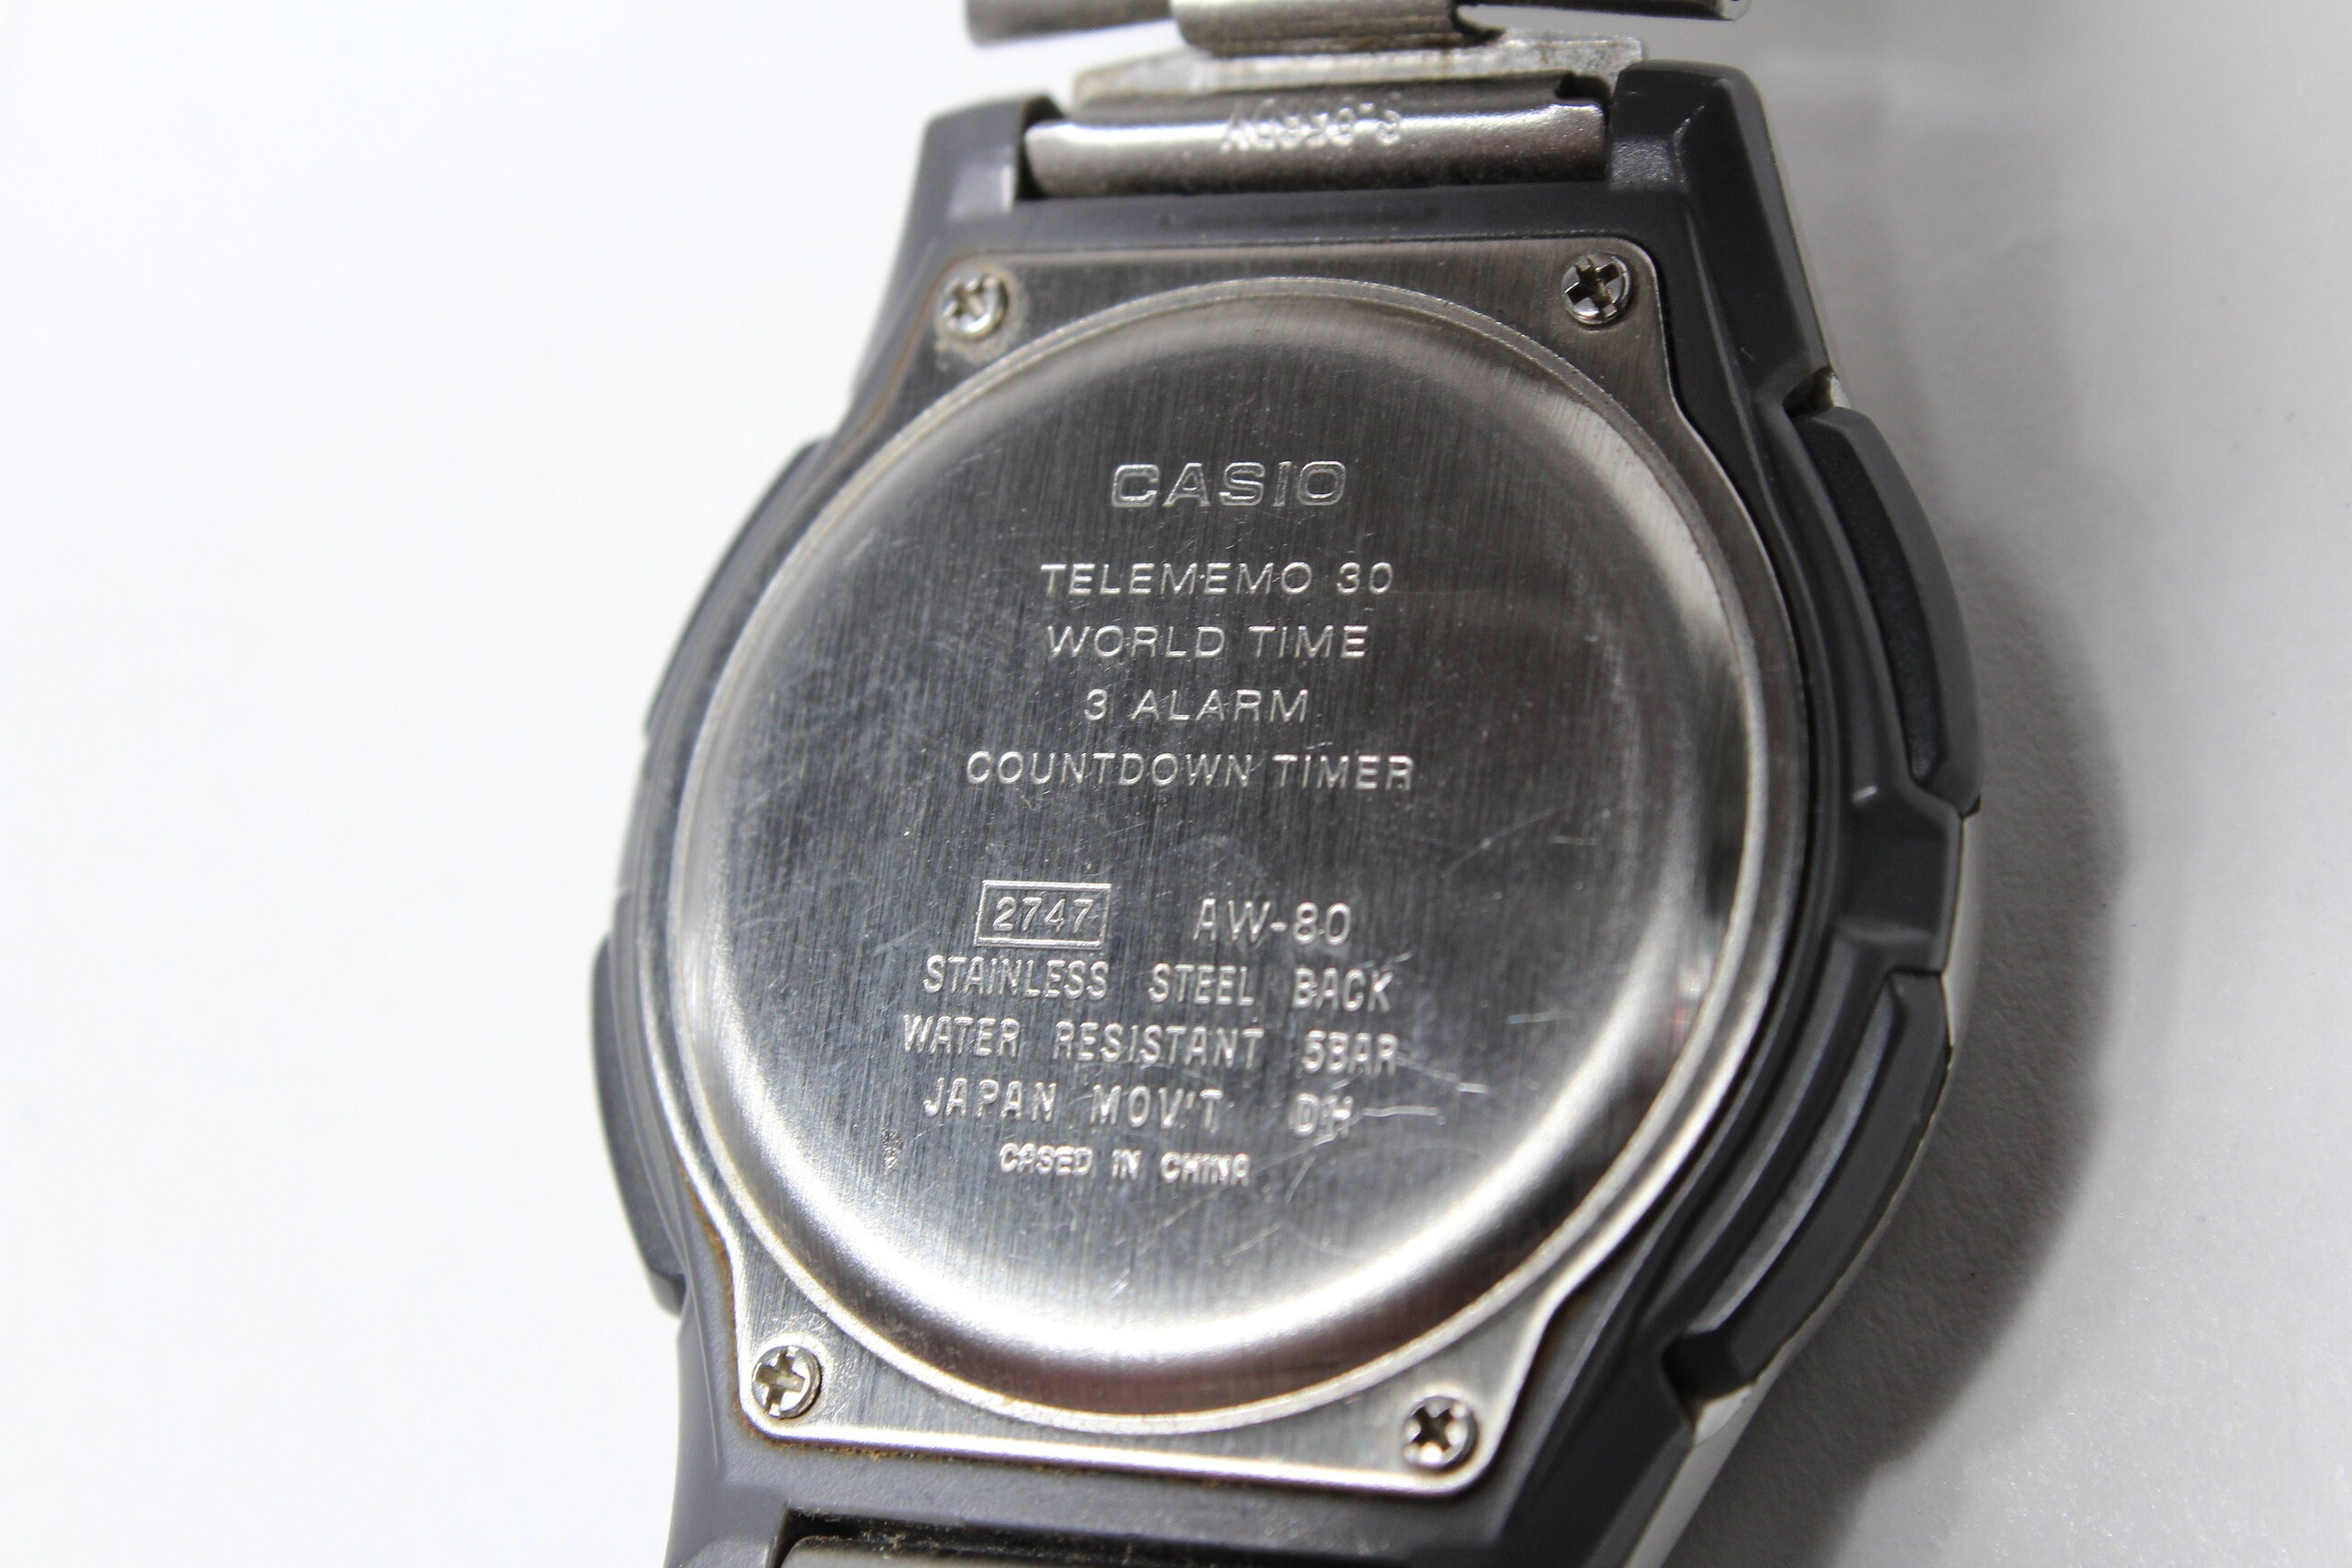 CASIO
TELEMEMO 30
WORLD TIME
3 ALARM
COUNTDOWN TIMER
2747 AW-80
STAINLESS STEEL BACK
WATER RESISTANT 5BAR
JAPAN MOV'T DH
CASED IN CHINA